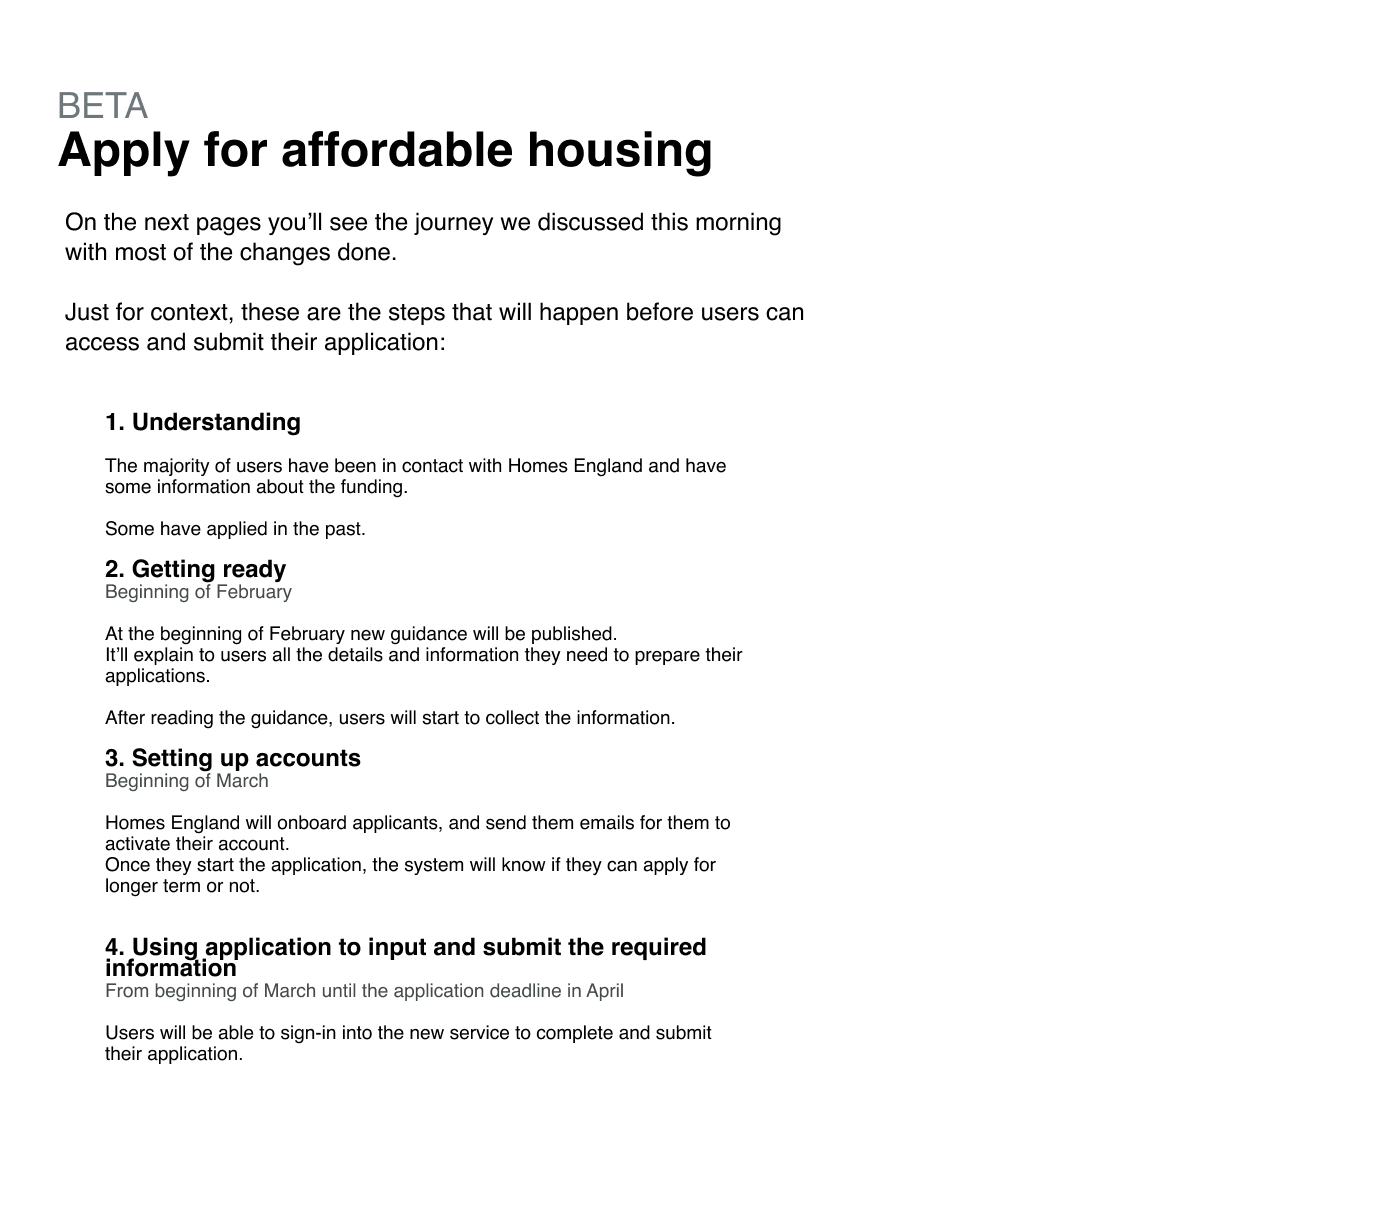 BETA
Apply for affordable housing
On the next pages you’ll see the journey we discussed this morning
with most of the changes done.
Just for context, these are the steps that will happen before users can
access and submit their application:
1. Understanding
The majority of users have been in contact with Homes England and have
some information about the funding.
Some have applied in the past.
2. Getting ready
Beginning of February
At the beginning of February new guidance will be published.
It’ll explain to users all the details and information they need to prepare their
applications.
After reading the guidance, users will start to collect the information.
3. Setting up accounts
Beginning of March
Homes England will onboard applicants, and send them emails for them to
activate their account.
Once they start the application, the system will know if they can apply for
longer term or not.
4. Using application to input and submit the required
information
From beginning of March until the application deadline in April
Users will be able to sign-in into the new service to complete and submit
their application.